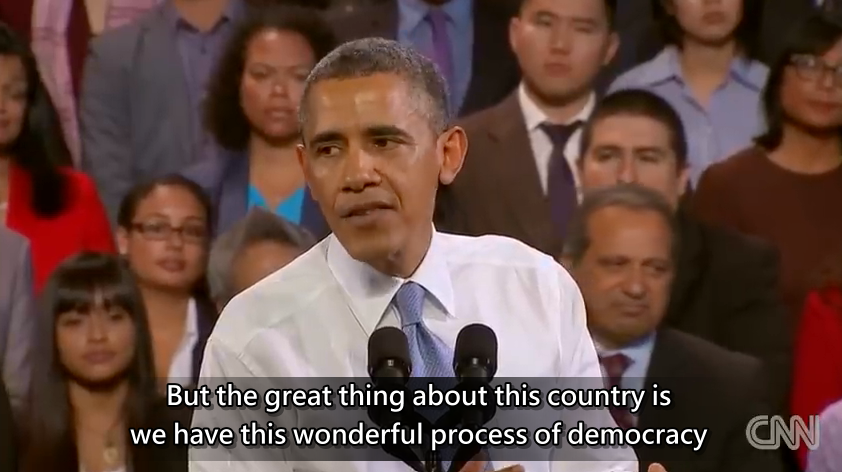 But the great thing about this country is
we have this wonderful process of democracy
CNN